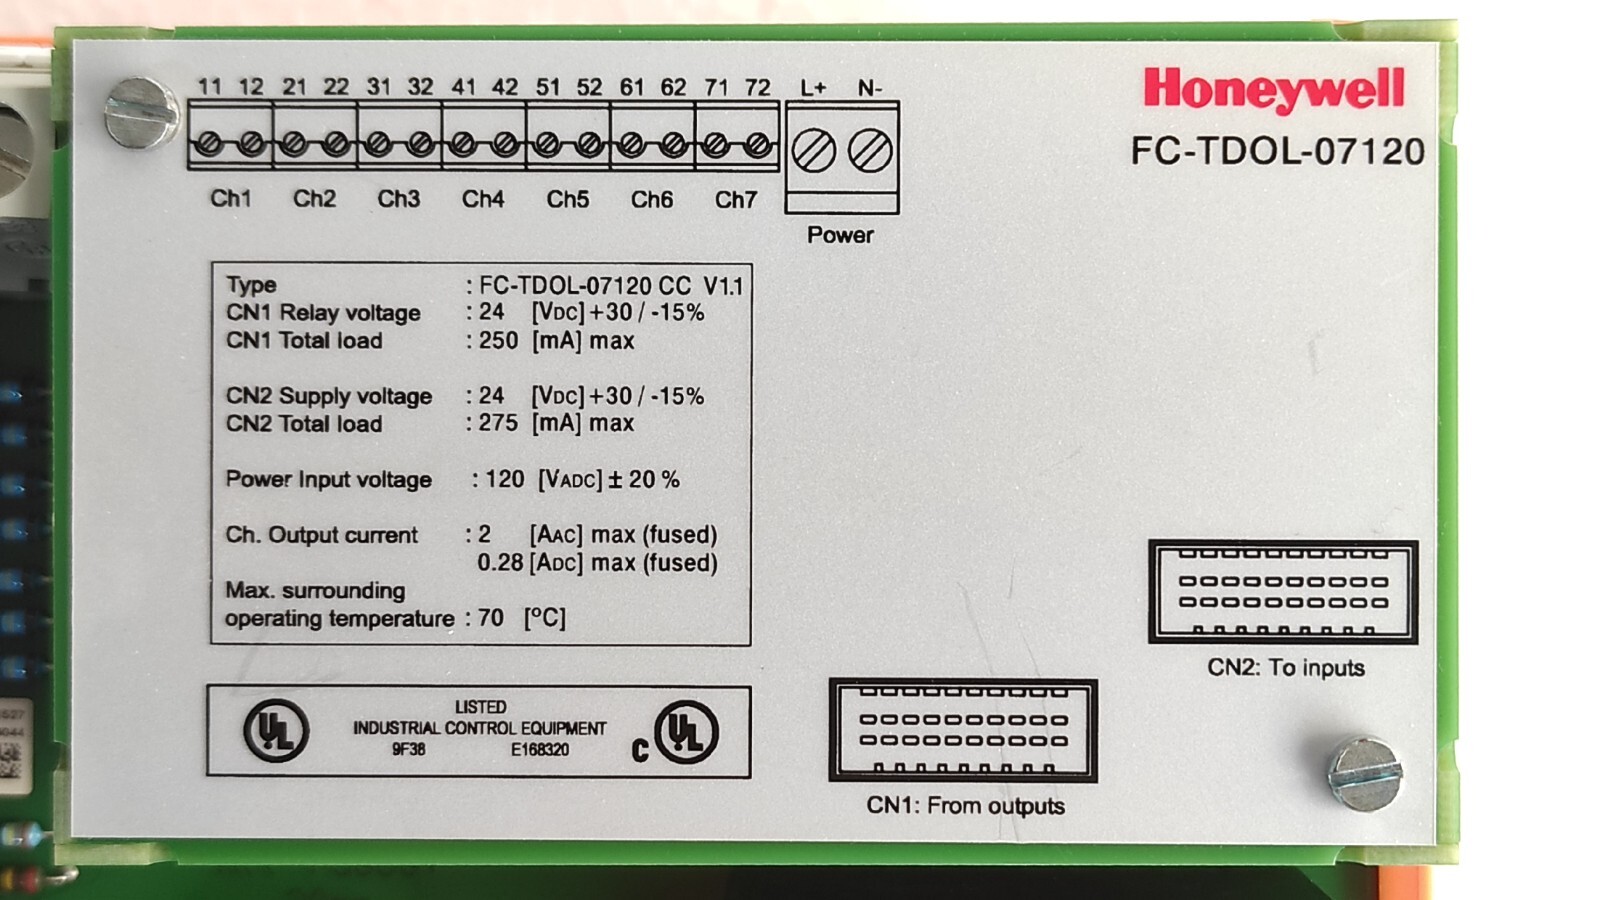 11 12 21 22 31 32 41 42 51 52 61 62 71 72 L+ N-
Ch1 Ch2 Ch3 Ch4 Ch5 Ch6 Ch7
Power
Honeywell
FC-TDOL-07120
Type : FC-TDOL-07120 CC V1.1
CN1 Relay voltage : 24 [VDC] +30 / -15%
CN1 Total load : 250 [mA] max
CN2 Supply voltage : 24 [VDC] +30 / -15%
CN2 Total load : 275 [mA] max
Power Input voltage : 120 [VADC] ± 20 %
Ch. Output current : 2 [AAC] max (fused)
0.28 [ADC] max (fused)
Max. surrounding
operating temperature : 70 [ºC]
UL
LISTED
INDUSTRIAL CONTROL EQUIPMENT
9F38 E168320
C UL
CN2: To inputs
CN1: From outputs